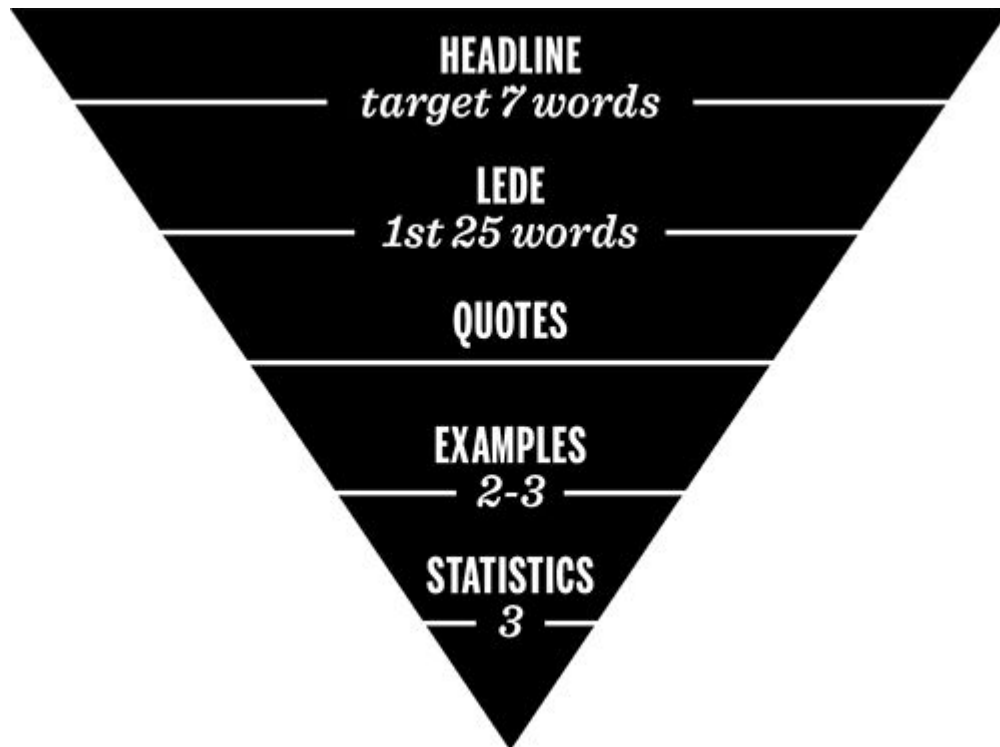 HEADLINE
target 7 words
LEDE
1st 25 words
QUOTES
EXAMPLES
2-3
STATISTICS
3